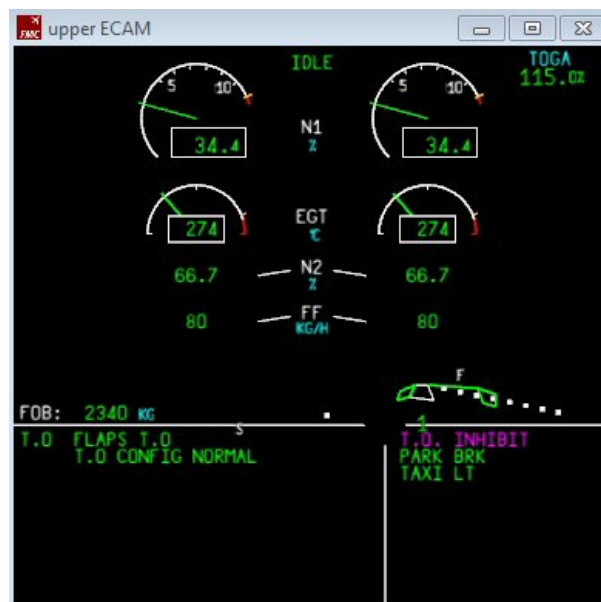 FMC upper ECAM
IDLE
TOGA
115.0%
5 10
5 10
34.4 N1 34.4
%
274 EGT 274
°C
66.7 N2 66.7
%
80 FF 80
KG/H
F
FOB: 2340 KG
S
1
T.O FLAPS T.O
T.O CONFIG NORMAL
T.O. INHIBIT
PARK BRK
TAXI LT